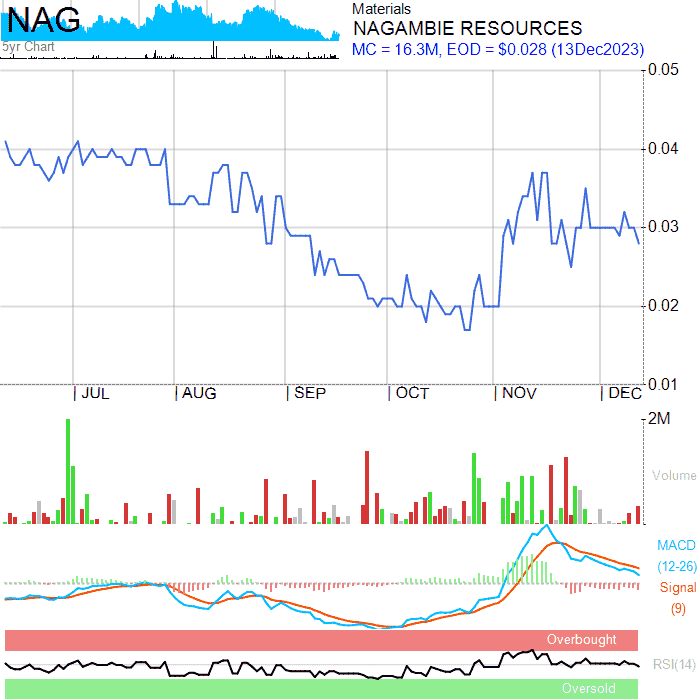 NAG
5yr Chart
Materials
NAGAMBIE RESOURCES
MC = 16.3M, EOD = $0.028 (13Dec2023)
0.05
0.04
0.03
0.02
0.01
| JUL | AUG | SEP | OCT | NOV | DEC
2M
Volume
MACD
(12-26)
Signal
(9)
Overbought
RSI(14)
Oversold